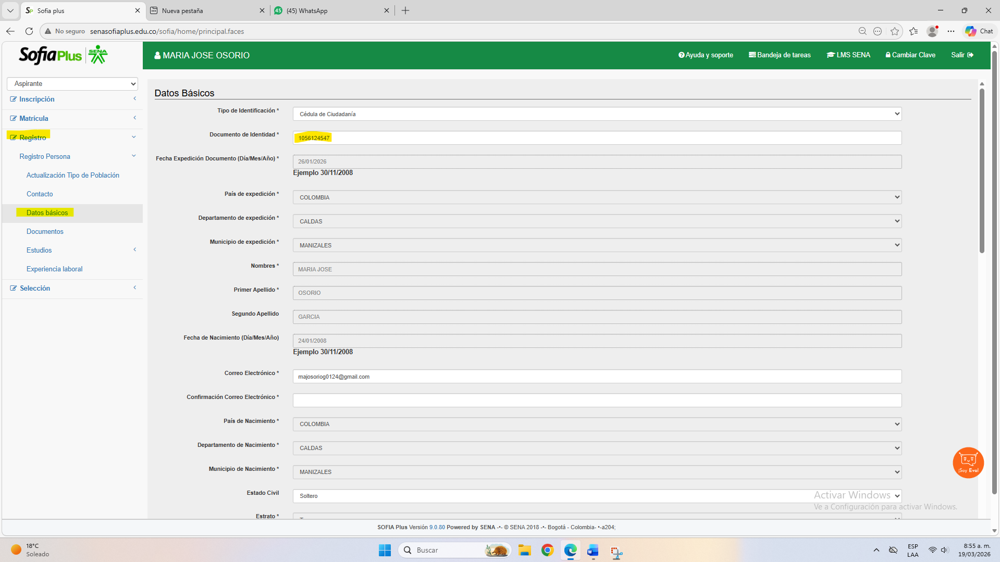 Sofia plus
Nueva pestaña
45 (45) WhatsApp
No seguro senasofiaplus.edu.co/sofia/home/principal.faces
Chat
SofiaPlus SENA
MARIA JOSE OSORIO
Ayuda y soporte
Bandeja de tareas
LMS SENA
Cambiar Clave
Salir
Aspirante
Inscripción
Matrícula
Registro
Registro Persona
Actualización Tipo de Población
Contacto
Datos básicos
Documentos
Estudios
Experiencia laboral
Selección
Datos Básicos
Tipo de Identificación * Cédula de Ciudadanía
Documento de Identidad * 1056124547
Fecha Expedición Documento (Día/Mes/Año) * 26/01/2026
Ejemplo 30/11/2008
País de expedición * COLOMBIA
Departamento de expedición * CALDAS
Municipio de expedición * MANIZALES
Nombres * MARIA JOSE
Primer Apellido * OSORIO
Segundo Apellido GARCIA
Fecha de Nacimiento (Día/Mes/Año) 24/01/2008
Ejemplo 30/11/2008
Correo Electrónico * majosoriog0124@gmail.com
Confirmación Correo Electrónico *
País de Nacimiento * COLOMBIA
Departamento de Nacimiento * CALDAS
Municipio de Nacimiento * MANIZALES
Estado Civil Soltero
Estrato *
¡Soy Eva!
Activar Windows
Ve a Configuración para activar Windows.
SOFIA Plus Versión 9.0.80 Powered by SENA -•- © SENA 2018 -•- Bogotá - Colombia- •-a204;
18°C
Soleado
Buscar
ESP
LAA
8:55 a. m.
19/03/2026